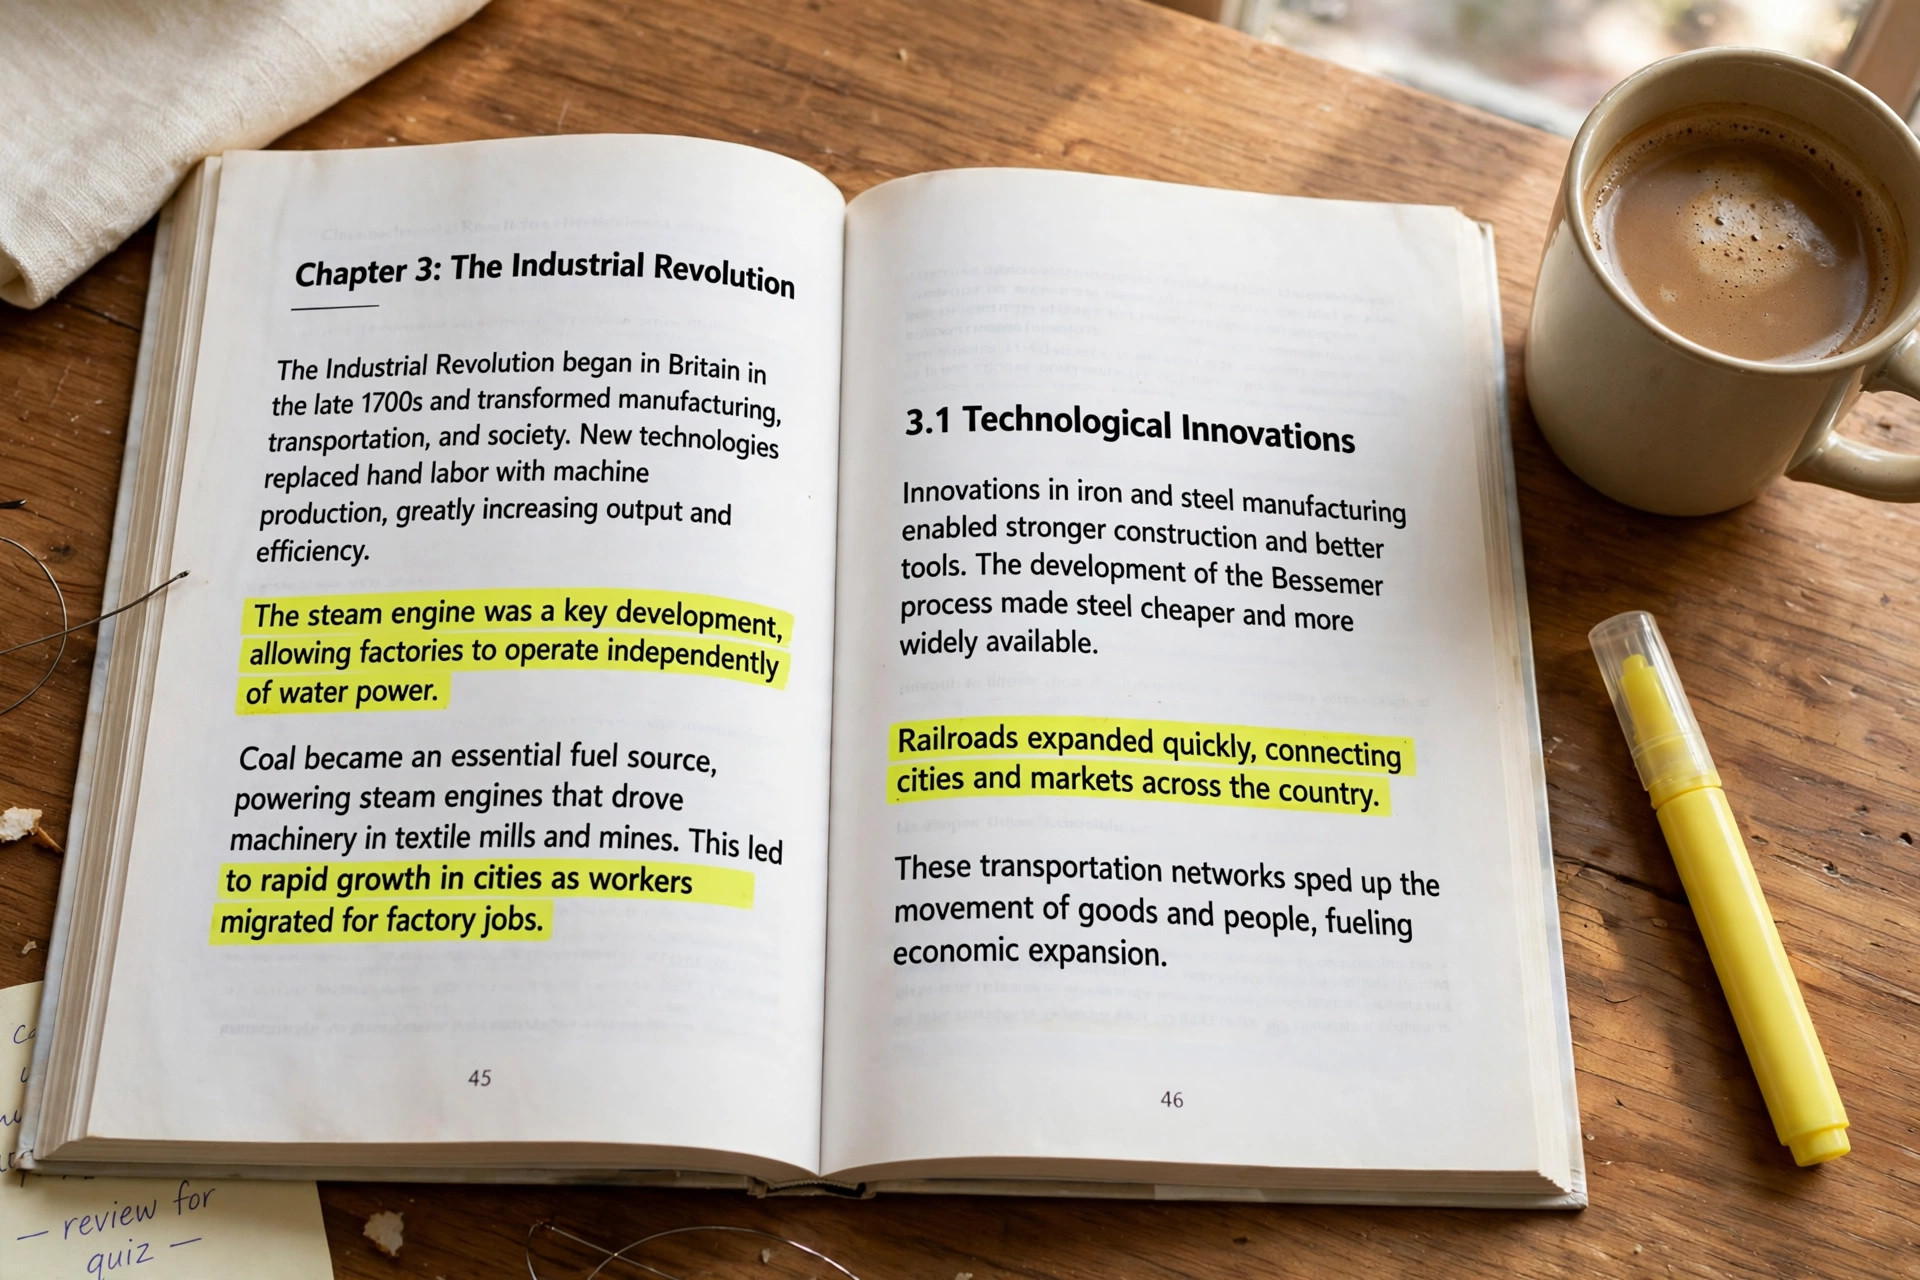 Chapter 3: The Industrial Revolution
The Industrial Revolution began in Britain in
the late 1700s and transformed manufacturing,
transportation, and society. New technologies
replaced hand labor with machine
production, greatly increasing output and
efficiency.
The steam engine was a key development,
allowing factories to operate independently
of water power.
Coal became an essential fuel source,
powering steam engines that drove
machinery in textile mills and mines. This led
to rapid growth in cities as workers
migrated for factory jobs.
45
3.1 Technological Innovations
Innovations in iron and steel manufacturing
enabled stronger construction and better
tools. The development of the Bessemer
process made steel cheaper and more
widely available.
Railroads expanded quickly, connecting
cities and markets across the country.
These transportation networks sped up the
movement of goods and people, fueling
economic expansion.
46
— review for
quiz —